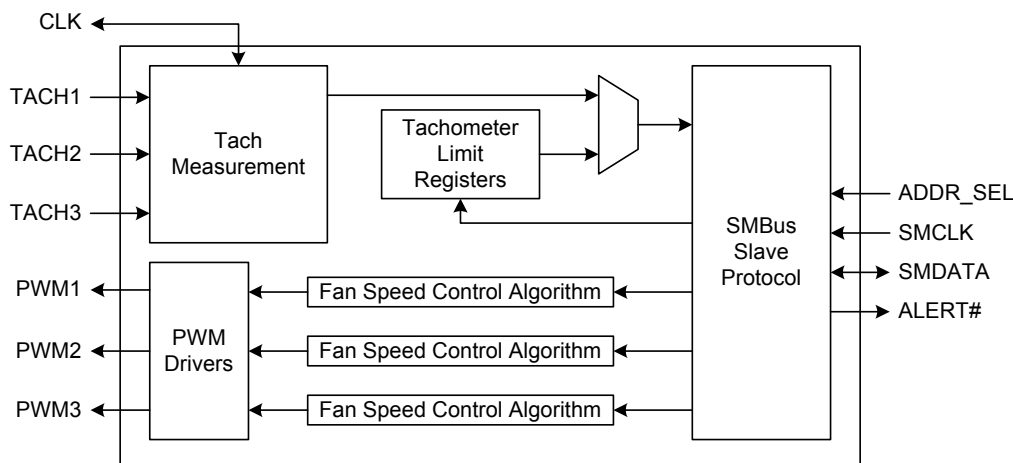 CLK
TACH1
TACH2
TACH3
Tach
Measurement
Tachometer
Limit
Registers
SMBus
Slave
Protocol
ADDR_SEL
SMCLK
SMDATA
ALERT#
PWM1
PWM2
PWM3
PWM
Drivers
Fan Speed Control Algorithm
Fan Speed Control Algorithm
Fan Speed Control Algorithm